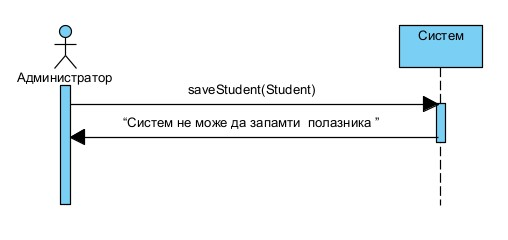 Систем
Администратор
saveStudent(Student)
“Систем не може да запамти полазника ”